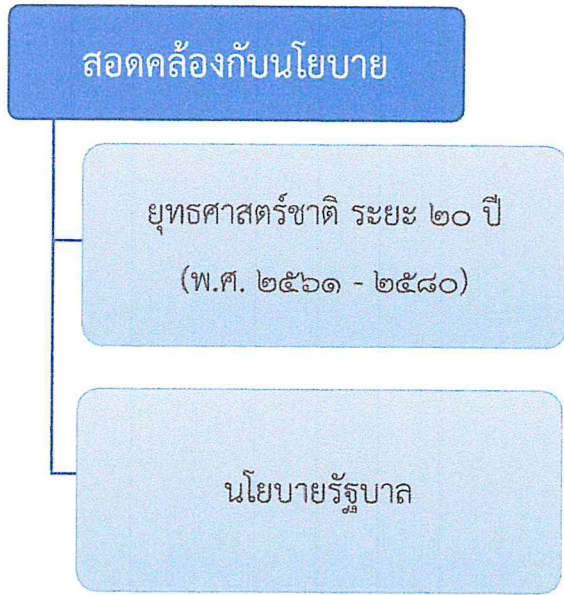 สอดคล้องกับนโยบาย
ยุทธศาสตร์ชาติ ระยะ ๒๐ ปี
(พ.ศ. ๒๕๖๑ - ๒๕๘๐)
นโยบายรัฐบาล